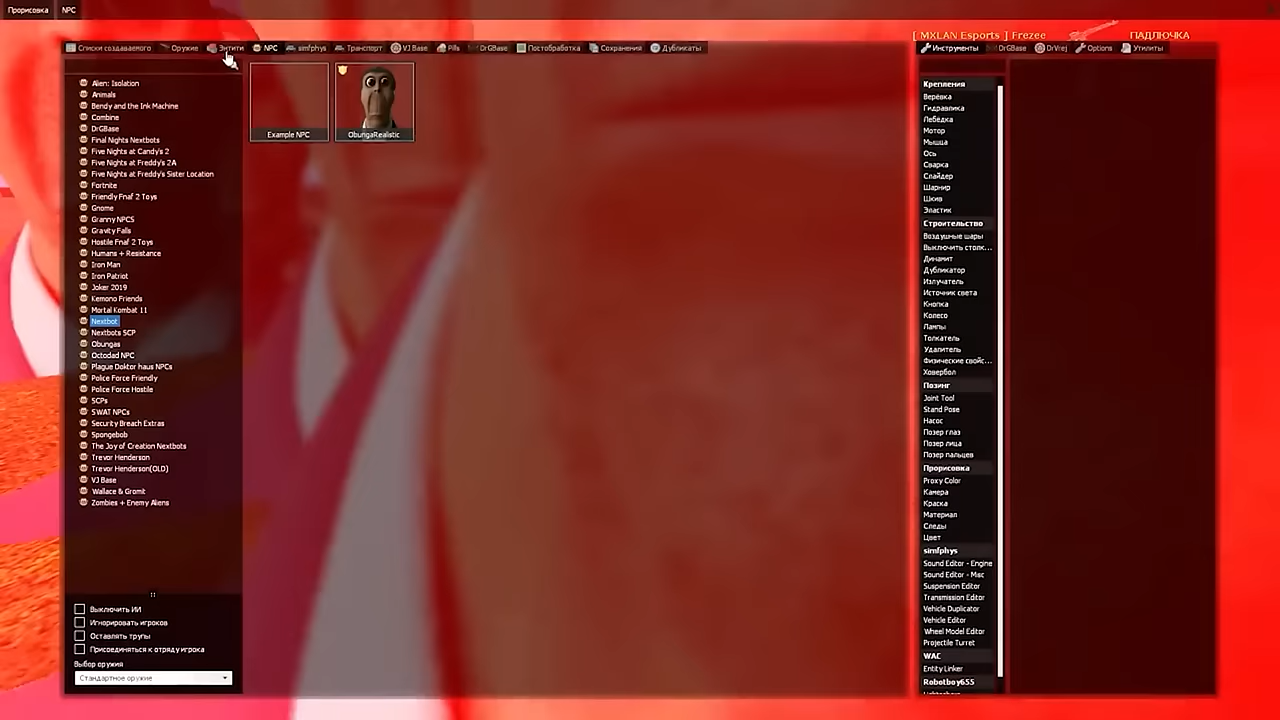 Прорисовка NPC
[ MXLAN Esports ] Frezee ПАДЛЮЧКА
Списки создаваемого Оружие Энтити NPC simfphys Транспорт VJ Base Pills DrGBase Постобработка Сохранения Дубликаты
Инструменты DrGBase DrVrej Options Утилиты
Alien: Isolation
Animals
Bendy and the Ink Machine
Combine
DrGBase
Final Nights Nextbots
Five Nights at Candy's 2
Five Nights at Freddy's 2A
Five Nights at Freddy's Sister Location
Fortnite
Friendly Fnaf 2 Toys
Gnome
Granny NPCS
Gravity Falls
Hostile Fnaf 2 Toys
Humans + Resistance
Iron Man
Iron Patriot
Joker 2019
Kemono Friends
Mortal Kombat 11
Nextbot
Nextbots SCP
Obungas
Octodad NPC
Plague Doktor haus NPCs
Police Force Friendly
Police Force Hostile
SCPs
SWAT NPCs
Security Breach Extras
Spongebob
The Joy of Creation Nextbots
Trevor Henderson
Trevor Henderson(OLD)
VJ Base
Wallace & Gromit
Zombies + Enemy Aliens
Выключить ИИ
Игнорировать игроков
Оставлять трупы
Присоединяться к отряду игрока
Выбор оружия
Стандартное оружие
Example NPC
ObungaRealistic
Крепления
Верёвка
Гидравлика
Лебёдка
Мотор
Мышца
Ось
Сварка
Слайдер
Шарнир
Шкив
Эластик
Строительство
Воздушные шары
Выключить столк...
Динамит
Дубликатор
Излучатель
Источник света
Кнопка
Колесо
Лампы
Толкатель
Удалитель
Физические свойс...
Ховербол
Позинг
Joint Tool
Stand Pose
Насос
Позер глаз
Позер лица
Позер пальцев
Прорисовка
Proxy Color
Камера
Краска
Материал
Следы
Цвет
simfphys
Sound Editor - Engine
Sound Editor - Misc
Suspension Editor
Transmission Editor
Vehicle Duplicator
Vehicle Editor
Wheel Model Editor
Projectile Turret
WAC
Entity Linker
Robotboy655